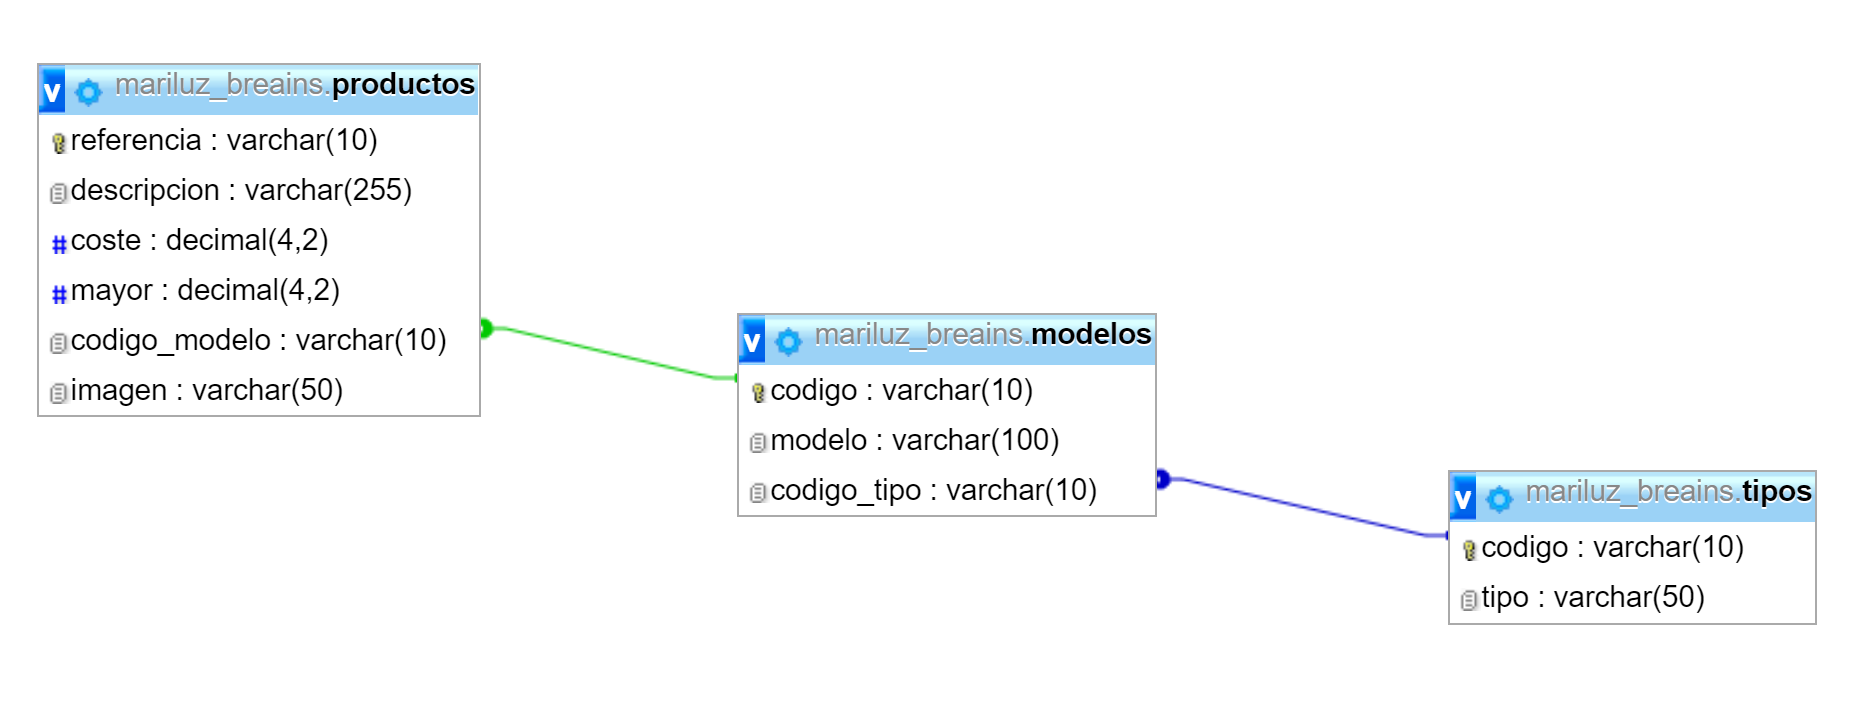 v mariluz_breains.productos
referencia : varchar(10)
descripcion : varchar(255)
# coste : decimal(4,2)
# mayor : decimal(4,2)
codigo_modelo : varchar(10)
imagen : varchar(50)
v mariluz_breains.modelos
codigo : varchar(10)
modelo : varchar(100)
codigo_tipo : varchar(10)
v mariluz_breains.tipos
codigo : varchar(10)
tipo : varchar(50)